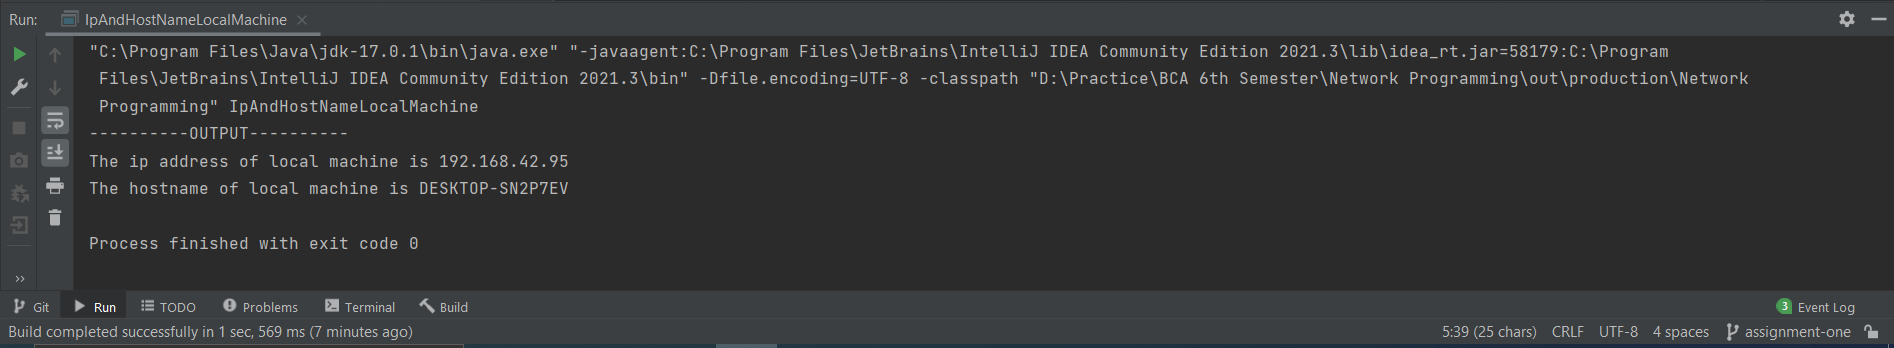 Run: IpAndHostNameLocalMachine
"C:\Program Files\Java\jdk-17.0.1\bin\java.exe" "-javaagent:C:\Program Files\JetBrains\IntelliJ IDEA Community Edition 2021.3\lib\idea_rt.jar=58179:C:\Program
Files\JetBrains\IntelliJ IDEA Community Edition 2021.3\bin" -Dfile.encoding=UTF-8 -classpath "D:\Practice\BCA 6th Semester\Network Programming\out\production\Network
Programming" IpAndHostNameLocalMachine
----------OUTPUT----------
The ip address of local machine is 192.168.42.95
The hostname of local machine is DESKTOP-SN2P7EV
Process finished with exit code 0
Git Run TODO Problems Terminal Build 3 Event Log
Build completed successfully in 1 sec, 569 ms (7 minutes ago) 5:39 (25 chars) CRLF UTF-8 4 spaces assignment-one